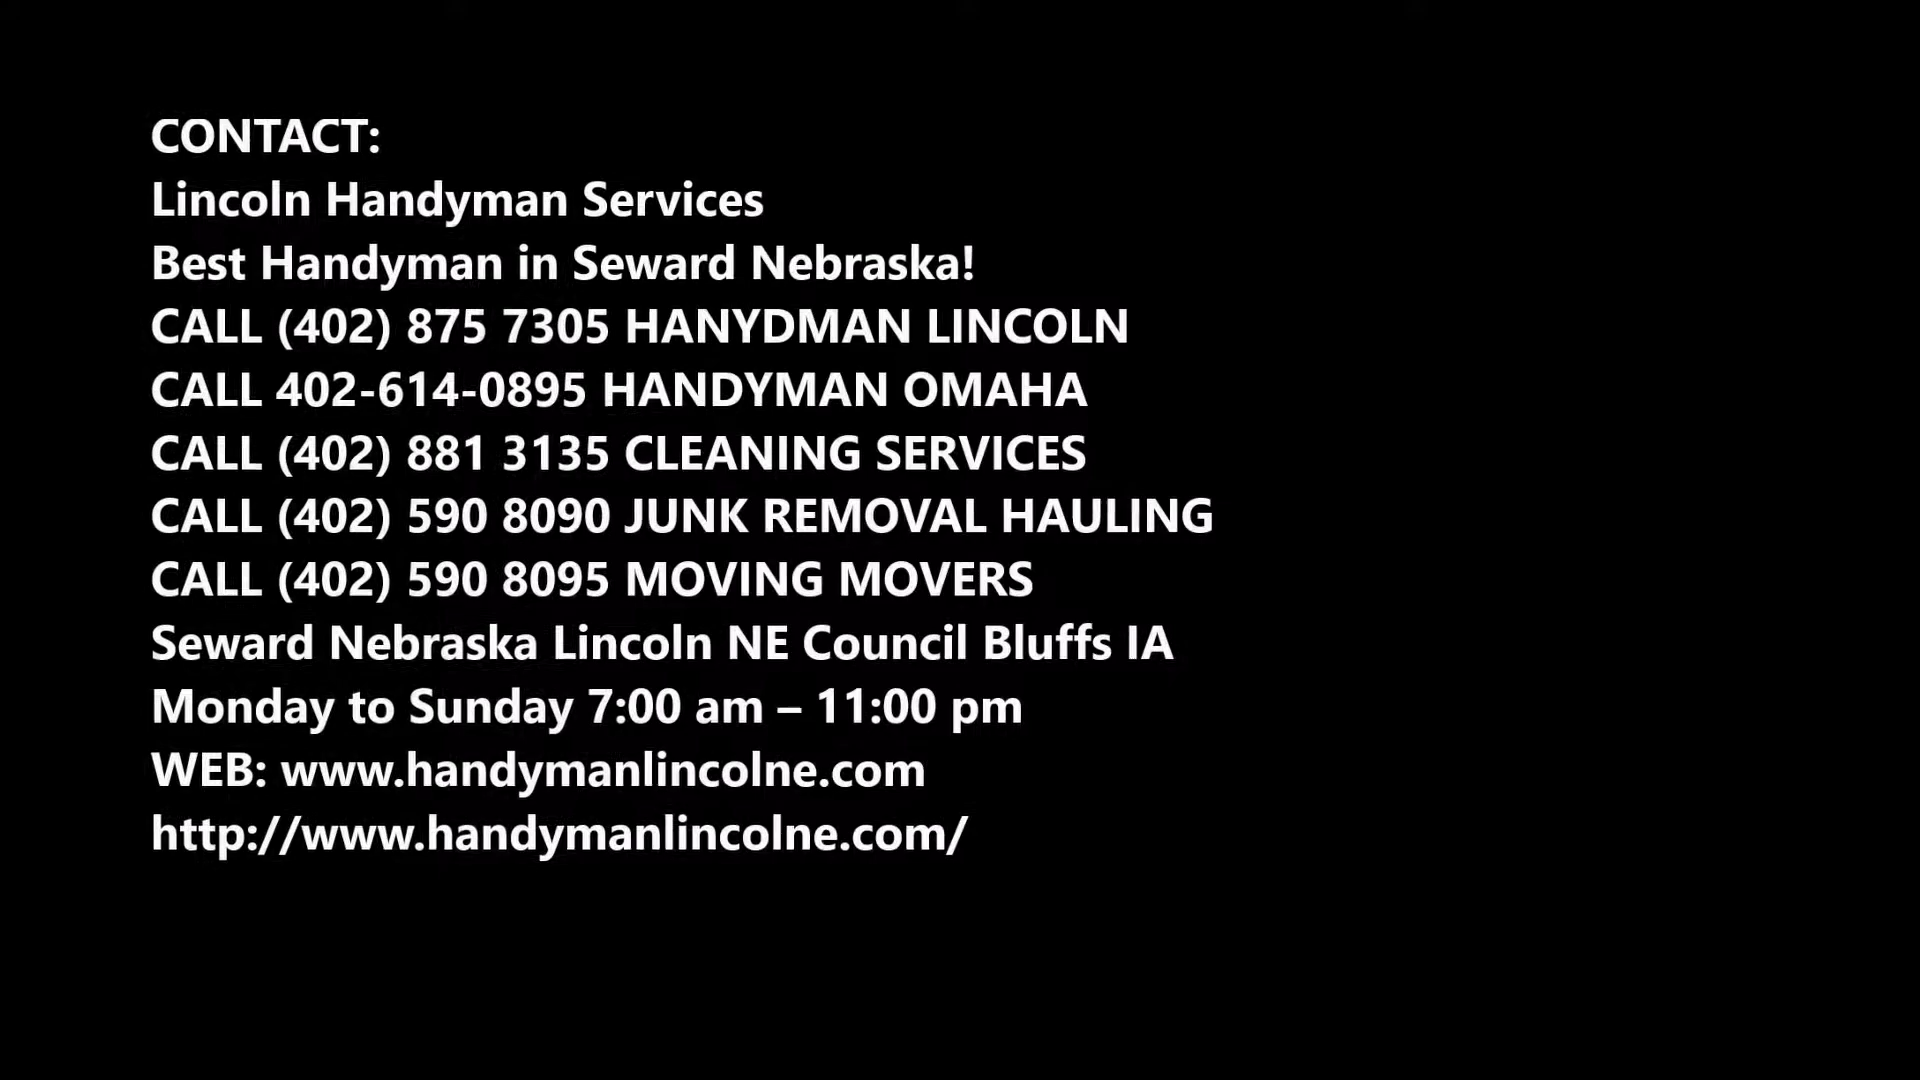 CONTACT:
Lincoln Handyman Services
Best Handyman in Seward Nebraska!
CALL (402) 875 7305 HANYDMAN LINCOLN
CALL 402-614-0895 HANDYMAN OMAHA
CALL (402) 881 3135 CLEANING SERVICES
CALL (402) 590 8090 JUNK REMOVAL HAULING
CALL (402) 590 8095 MOVING MOVERS
Seward Nebraska Lincoln NE Council Bluffs IA
Monday to Sunday 7:00 am – 11:00 pm
WEB: www.handymanlincolne.com
http://www.handymanlincolne.com/